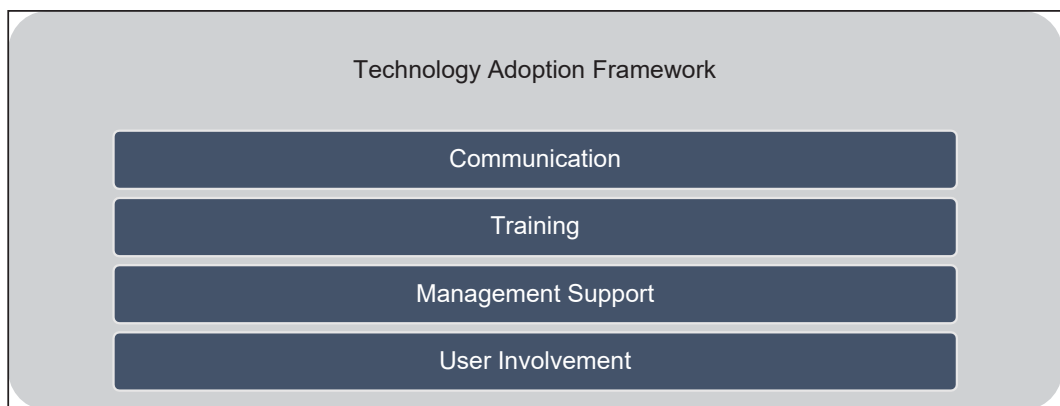 Technology Adoption Framework
Communication
Training
Management Support
User Involvement